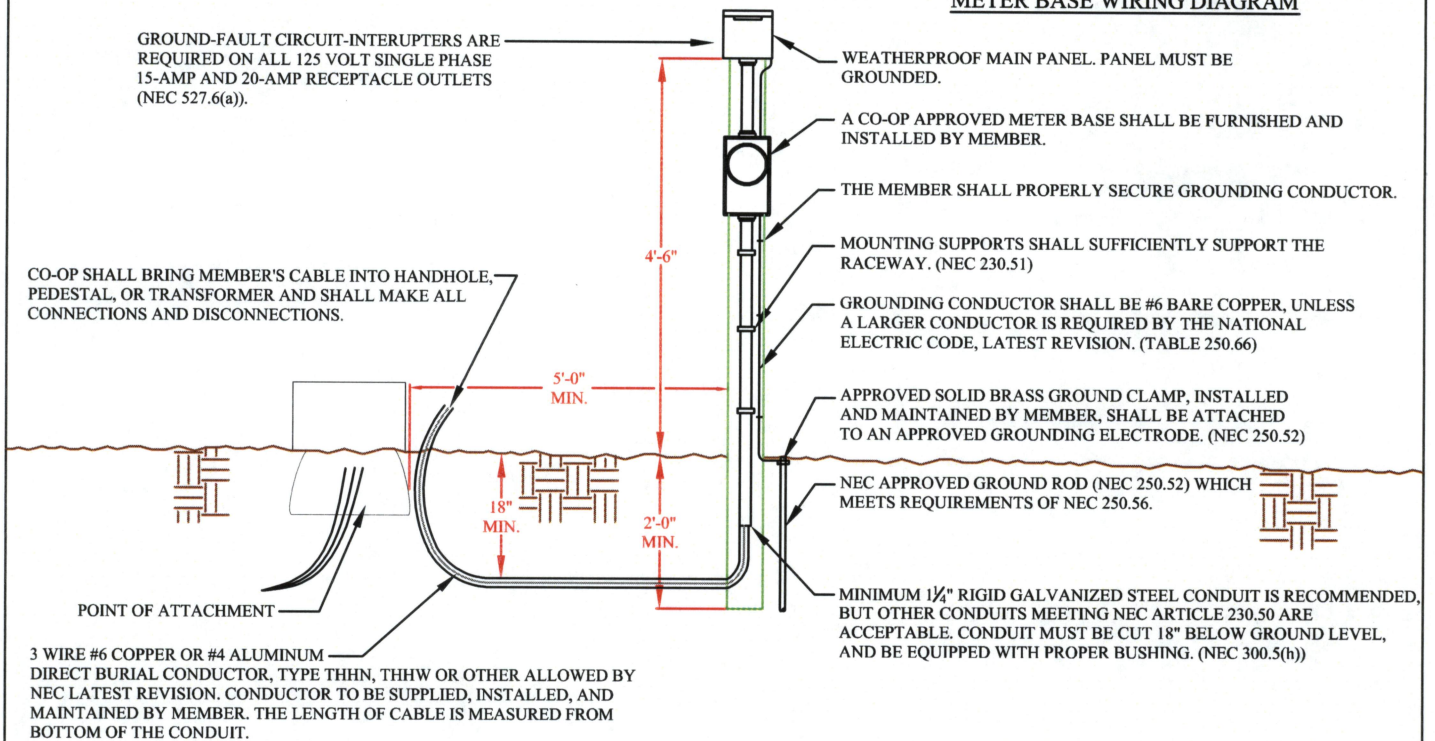 METER BASE WIRING DIAGRAM
GROUND-FAULT CIRCUIT-INTERUPTERS ARE
REQUIRED ON ALL 125 VOLT SINGLE PHASE
15-AMP AND 20-AMP RECEPTACLE OUTLETS
(NEC 527.6(a)).
WEATHERPROOF MAIN PANEL. PANEL MUST BE
GROUNDED.
A CO-OP APPROVED METER BASE SHALL BE FURNISHED AND
INSTALLED BY MEMBER.
THE MEMBER SHALL PROPERLY SECURE GROUNDING CONDUCTOR.
4'-6"
MOUNTING SUPPORTS SHALL SUFFICIENTLY SUPPORT THE
RACEWAY. (NEC 230.51)
CO-OP SHALL BRING MEMBER'S CABLE INTO HANDHOLE,
PEDESTAL, OR TRANSFORMER AND SHALL MAKE ALL
CONNECTIONS AND DISCONNECTIONS.
GROUNDING CONDUCTOR SHALL BE #6 BARE COPPER, UNLESS
A LARGER CONDUCTOR IS REQUIRED BY THE NATIONAL
ELECTRIC CODE, LATEST REVISION. (TABLE 250.66)
5'-0"
MIN.
APPROVED SOLID BRASS GROUND CLAMP, INSTALLED
AND MAINTAINED BY MEMBER, SHALL BE ATTACHED
TO AN APPROVED GROUNDING ELECTRODE. (NEC 250.52)
NEC APPROVED GROUND ROD (NEC 250.52) WHICH
MEETS REQUIREMENTS OF NEC 250.56.
18"
MIN.
2'-0"
MIN.
POINT OF ATTACHMENT
MINIMUM 1¼" RIGID GALVANIZED STEEL CONDUIT IS RECOMMENDED,
BUT OTHER CONDUITS MEETING NEC ARTICLE 230.50 ARE
ACCEPTABLE. CONDUIT MUST BE CUT 18" BELOW GROUND LEVEL,
AND BE EQUIPPED WITH PROPER BUSHING. (NEC 300.5(h))
3 WIRE #6 COPPER OR #4 ALUMINUM
DIRECT BURIAL CONDUCTOR, TYPE THHN, THHW OR OTHER ALLOWED BY
NEC LATEST REVISION. CONDUCTOR TO BE SUPPLIED, INSTALLED, AND
MAINTAINED BY MEMBER. THE LENGTH OF CABLE IS MEASURED FROM
BOTTOM OF THE CONDUIT.